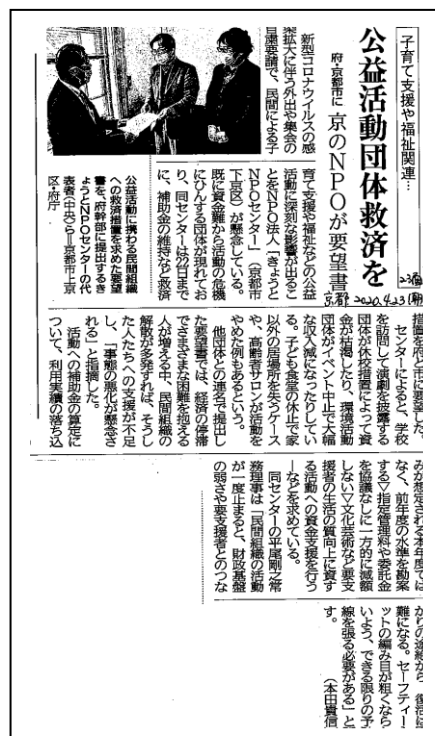 子育て支援や福祉関連…
公益活動団体救済を
府・京都市に 京のNPOが要望書
京都 2020.4.23(朝)
23面
新型コロナウイルスの感
染拡大に伴う外出や集会の
自粛要請で、民間による子
育て支援や福祉などの公益
活動に深刻な影響が出るこ
とをNPO法人「きょうと
NPOセンター」(京都市
下京区)が懸念している。
既に資金難から活動の危機
にひんする団体が現れてお
り、同センターは22日まで
に、補助金の維持など救済
公益活動に携わる民間組織
への救済措置を求めた要望
書を、府幹部に提出するき
ょうとNPOセンターの代
表者(中央)ら=京都市上京
区・府庁
措置を府と市に要望した。
センターによると、学校
を訪問して演劇を披露する
団体が休校措置によって資
金が枯渇したり、環境活動
団体がイベント中止で大幅
な収入減になったりしてい
る。子ども食堂の休止で家
以外の居場所を失うケース
や、高齢者サロンが活動を
やめた例もあるという。
他団体との連名で提出し
た要望書では、経済の停滞
でさまざまな困難を抱える
人が増える中、民間組織の
解散が多発すれば、そうし
た人たちへの支援が不足
し、「事態の悪化が懸念さ
れる」と指摘した。
活動への補助金の算定に
ついて、利用実績の落ち込
みが想定される本年度では
なく、前年度の水準を勘案
する▽指定管理料や委託金
を協議なしに一方的に減額
しない▽文化芸術など要支
援者の生活の質向上に資す
る活動への資金支援を行う
―などを求めている。
同センターの平尾剛之常
務理事は「民間組織の活動
が一度止まると、財政基盤
の弱さや要支援者とのつな
がりの途絶から、復活は
難になる。セーフティー
ットの編み目が粗くなら
いよう、できる限りの予
線を張る必要がある」と
す。
(本田貴信